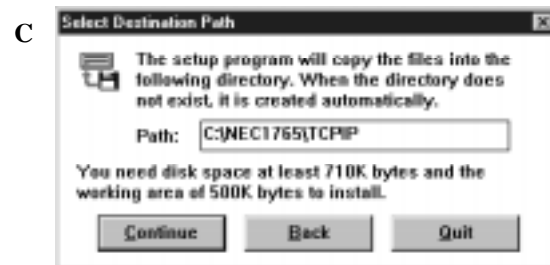 C
Select Destination Path
The setup program will copy the files into the
following directory. When the directory does
not exist, it is created automatically.
Path: C:\NEC1765\TCPIP
You need disk space at least 710K bytes and the
working area of 500K bytes to install.
Continue Back Quit